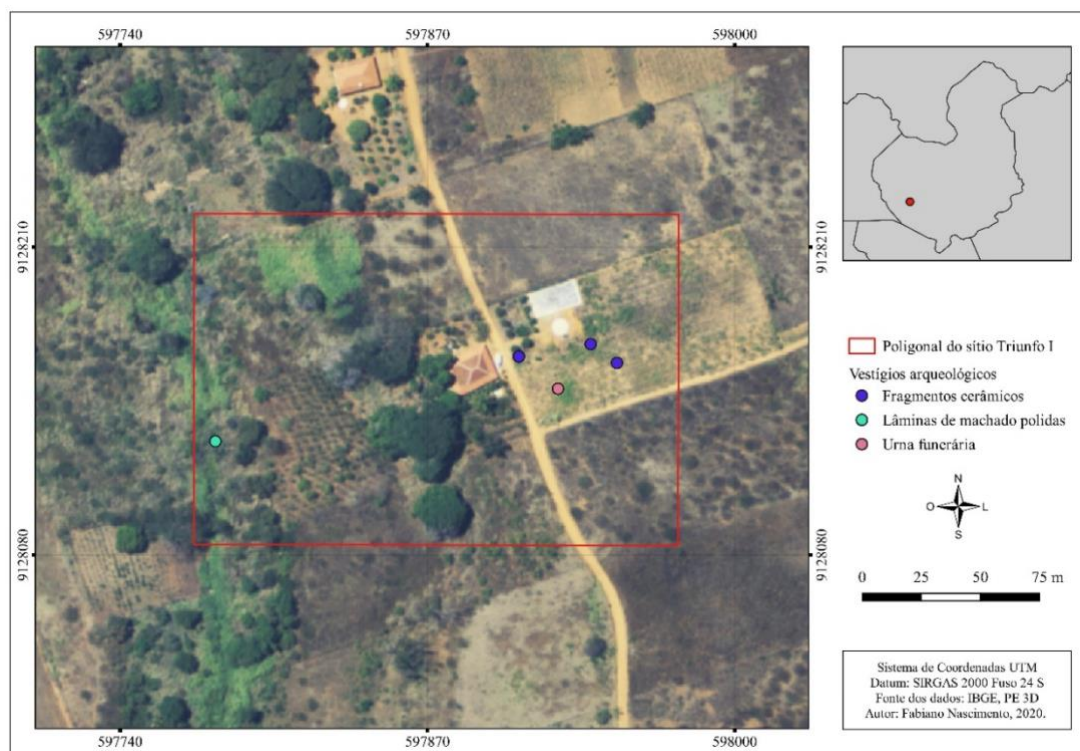 597740 597870 598000
9128210 9128210
9128080 9128080
597740 597870 598000
Poligonal do sítio Triunfo I
Vestígios arqueológicos
Fragmentos cerâmicos
Lâminas de machado polidas
Urna funerária
N
O L
S
0 25 50 75 m
Sistema de Coordenadas UTM
Datum: SIRGAS 2000 Fuso 24 S
Fonte dos dados: IBGE, PE 3D
Autor: Fabiano Nascimento, 2020.